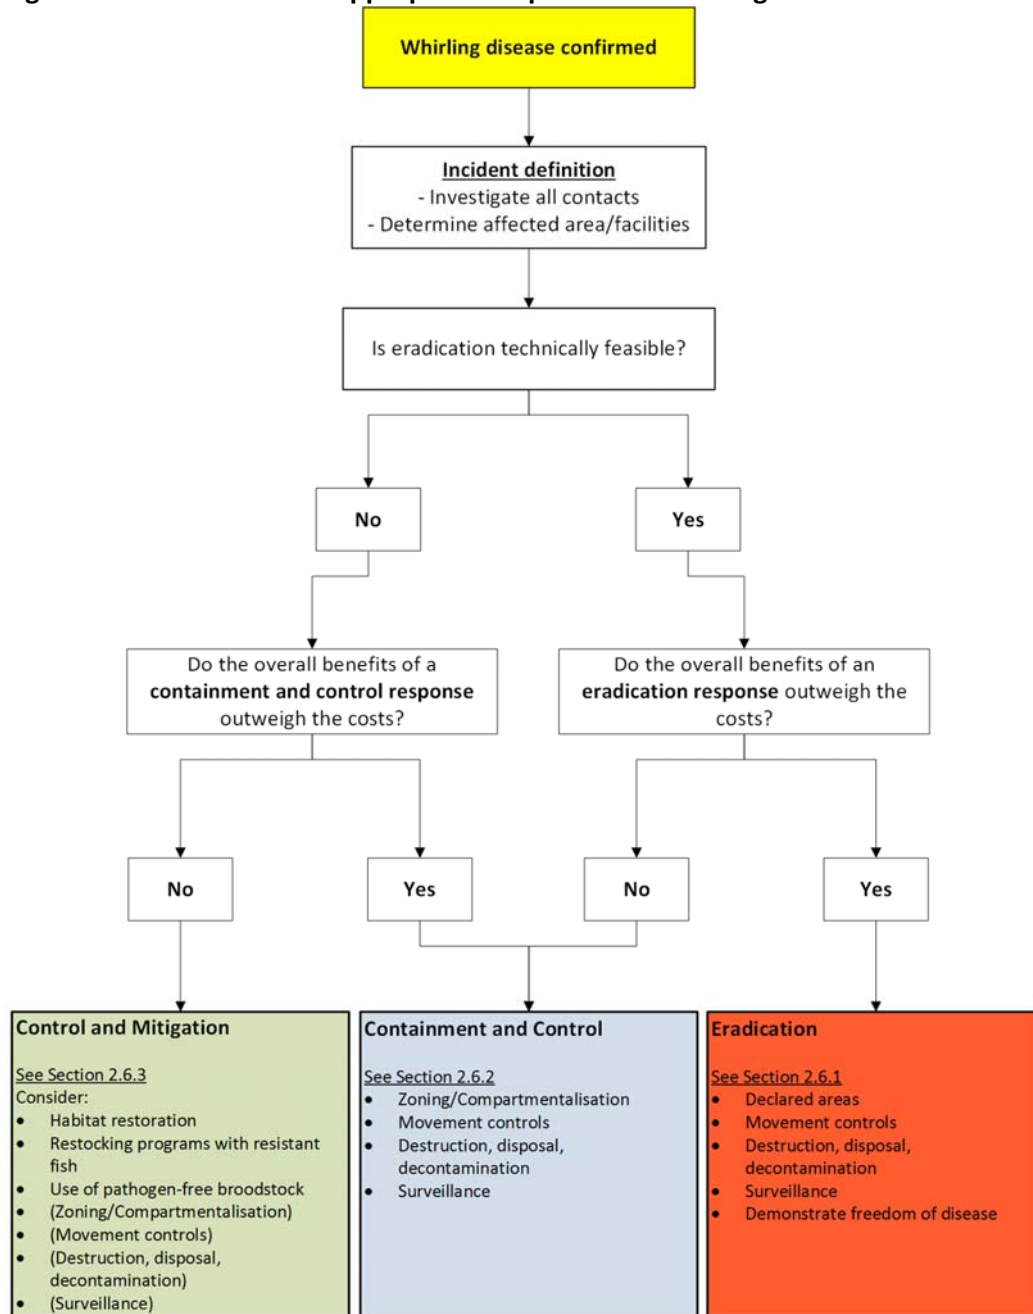 Whirling disease confirmed
Incident definition
- Investigate all contacts
- Determine affected area/facilities
Is eradication technically feasible?
No
Yes
Do the overall benefits of a
containment and control response
outweigh the costs?
Do the overall benefits of an
eradication response outweigh the
costs?
No
Yes
No
Yes
Control and Mitigation
See Section 2.6.3
Consider:
• Habitat restoration
• Restocking programs with resistant
fish
• Use of pathogen-free broodstock
• (Zoning/Compartmentalisation)
• (Movement controls)
• (Destruction, disposal,
decontamination)
• (Surveillance)
Containment and Control
See Section 2.6.2
• Zoning/Compartmentalisation
• Movement controls
• Destruction, disposal,
decontamination
• Surveillance
Eradication
See Section 2.6.1
• Declared areas
• Movement controls
• Destruction, disposal,
decontamination
• Surveillance
• Demonstrate freedom of disease